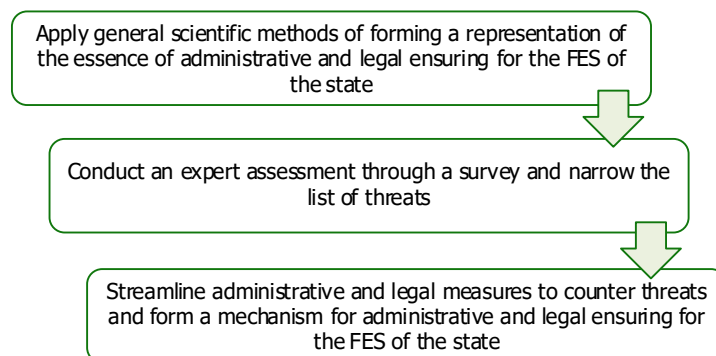 Apply general scientific methods of forming a representation of
the essence of administrative and legal ensuring for the FES of
the state
Conduct an expert assessment through a survey and narrow the
list of threats
Streamline administrative and legal measures to counter threats
and form a mechanism for administrative and legal ensuring for
the FES of the state